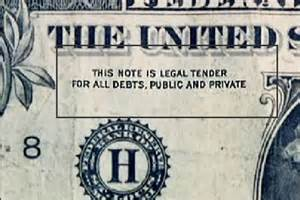 THE UNITED S
THIS NOTE IS LEGAL TENDER
FOR ALL DEBTS, PUBLIC AND PRIVATE
8
H